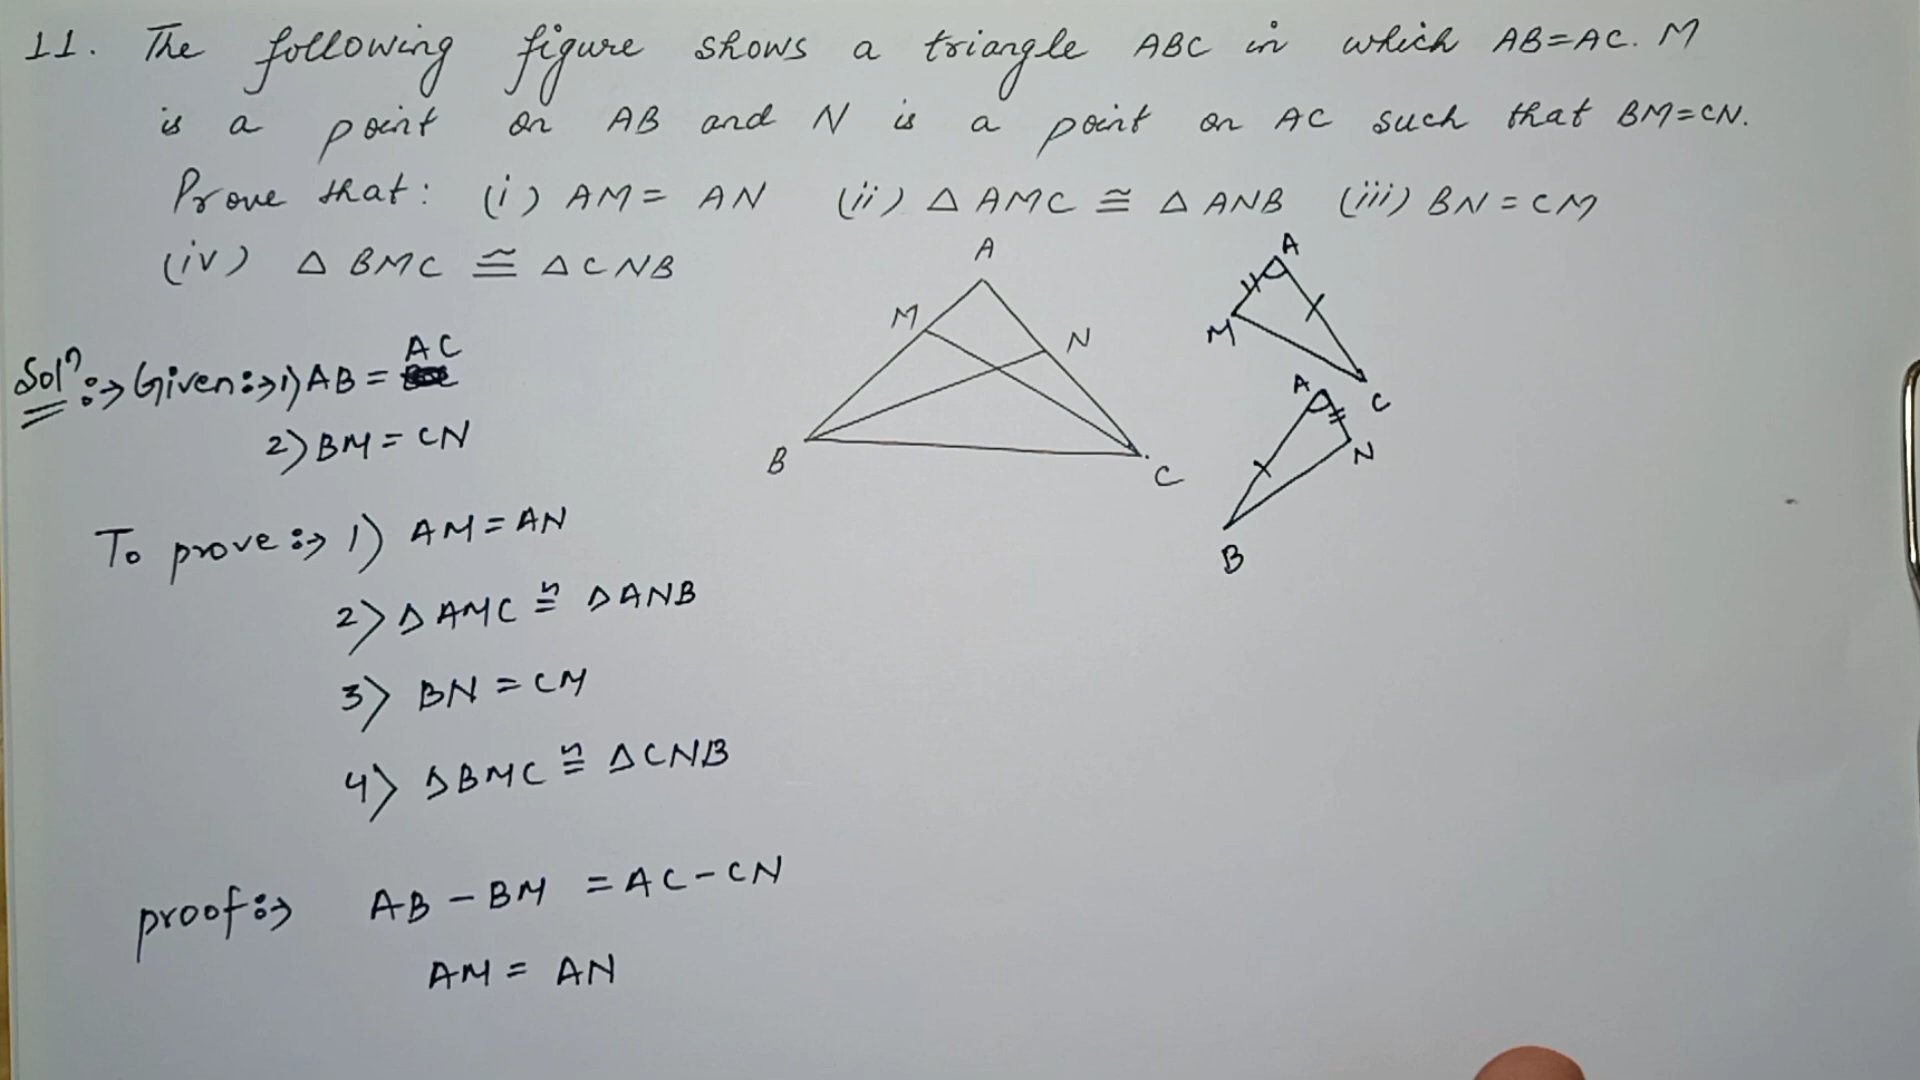 11. The following figure shows a triangle ABC in which AB=AC. M
is a point on AB and N is a point on AC such that BM=CN.
Prove that: (i) AM= AN (ii) △ AMC ≅ △ ANB (iii) BN = CM
(iv) △ BMC ≅ △ CNB
A
M
N
B
C
A
M
C
A
N
B
Solⁿ:→ Given:→ 1) AB = AC
2) BM = CN
To prove:→ 1) AM = AN
2) △ AMC ≅ △ ANB
3) BN = CM
4) △ BMC ≅ △ CNB
proof:→ AB - BM = AC - CN
AM = AN